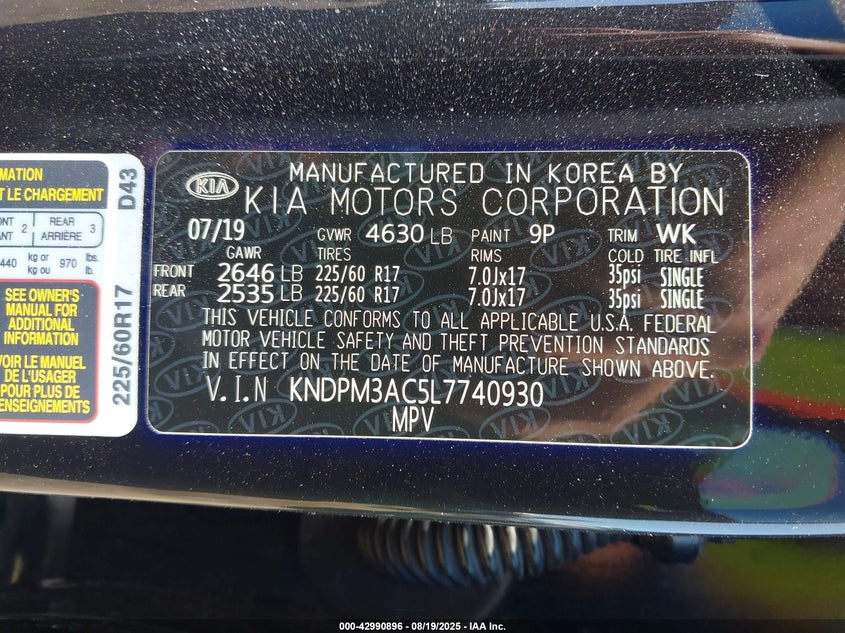 MATION
T LE CHARGEMENT
NT 2 REAR 3
ANT ARRIÈRE
440 kg or 970 lbs.
kg ou lb.
SEE OWNER'S
MANUAL FOR
ADDITIONAL
INFORMATION
VOIR LE MANUEL
DE L'USAGER
POUR PLUS DE
RENSEIGNEMENTS
225/60R17 D43
KIA
MANUFACTURED IN KOREA BY
KIA MOTORS CORPORATION
07/19 GVWR 4630 LB PAINT 9P TRIM WK
GAWR TIRES RIMS COLD TIRE INFL
FRONT 2646 LB 225/60 R17 7.0Jx17 35psi SINGLE
REAR 2535 LB 225/60 R17 7.0Jx17 35psi SINGLE
THIS VEHICLE CONFORMS TO ALL APPLICABLE U.S.A. FEDERAL
MOTOR VEHICLE SAFETY AND THEFT PREVENTION STANDARDS
IN EFFECT ON THE DATE OF MANUFACTURE SHOWN ABOVE.
V.I.N KNDPM3AC5L7740930
MPV
000-42990896 - 08/19/2025 - IAA Inc.